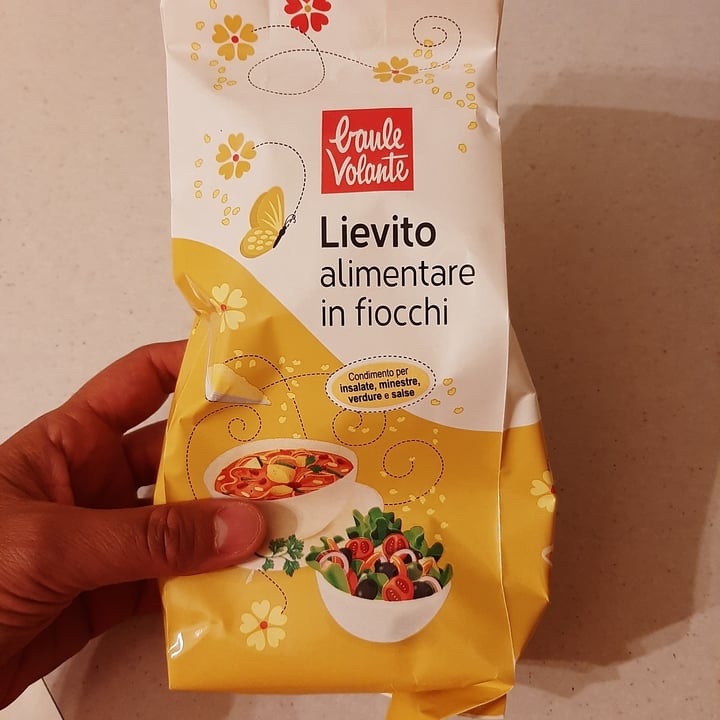 baule
Volante
Lievito
alimentare
in fiocchi
Condimento per
insalate, minestre,
verdure e salse